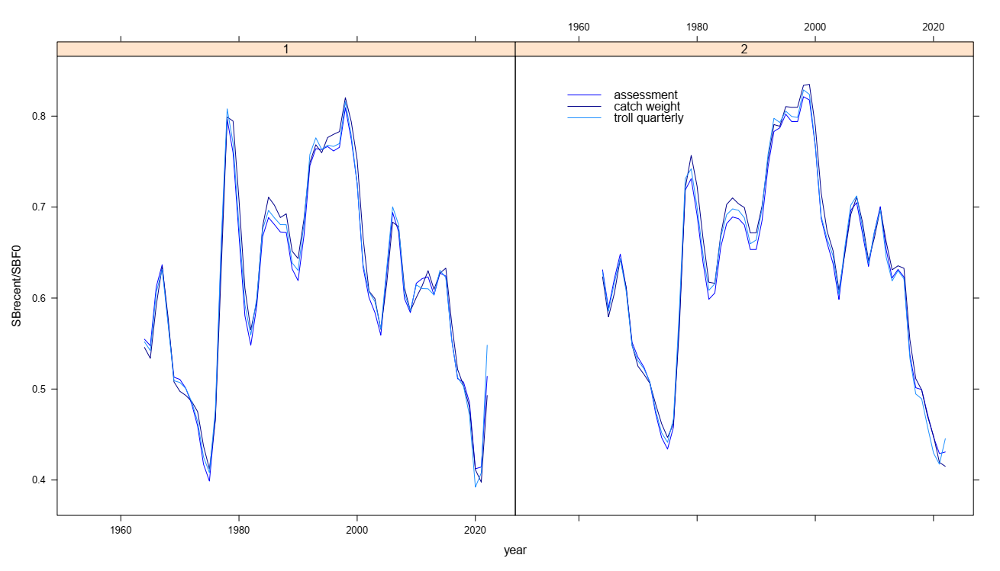 1960 1980 2000 2020
1 2
assessment
catch weight
troll quarterly
0.8
0.7
0.6
0.5
0.4
SBrecent/SBF0
1960 1980 2000 2020
year